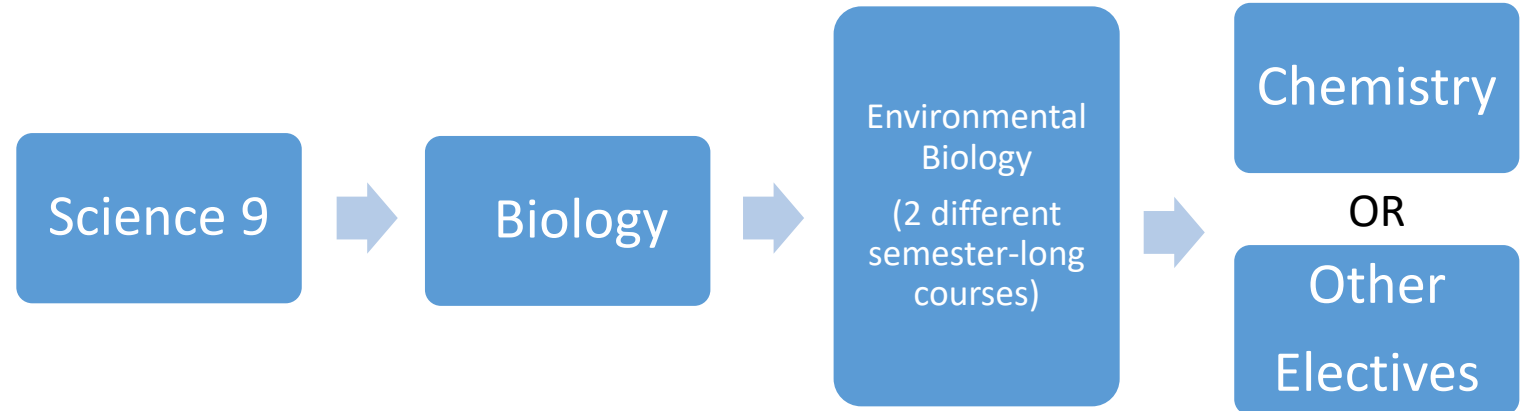 Science 9
Biology
Environmental
Biology
(2 different
semester-long
courses)
Chemistry
OR
Other
Electives